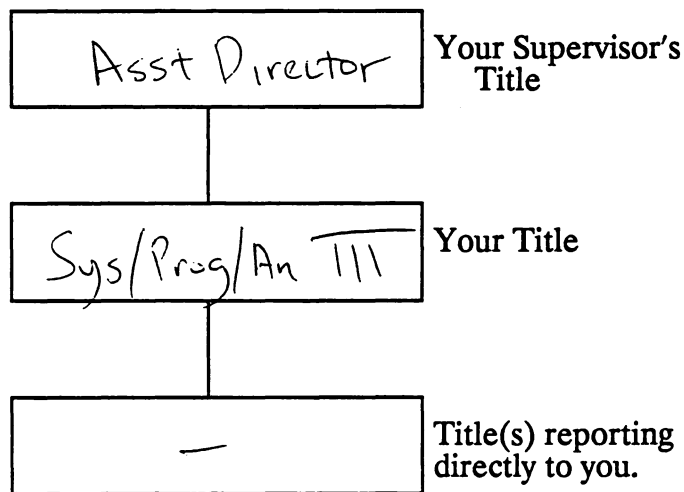 Asst Director
Your Supervisor's
Title
Sys/Prog/An III
Your Title
—
Title(s) reporting
directly to you.